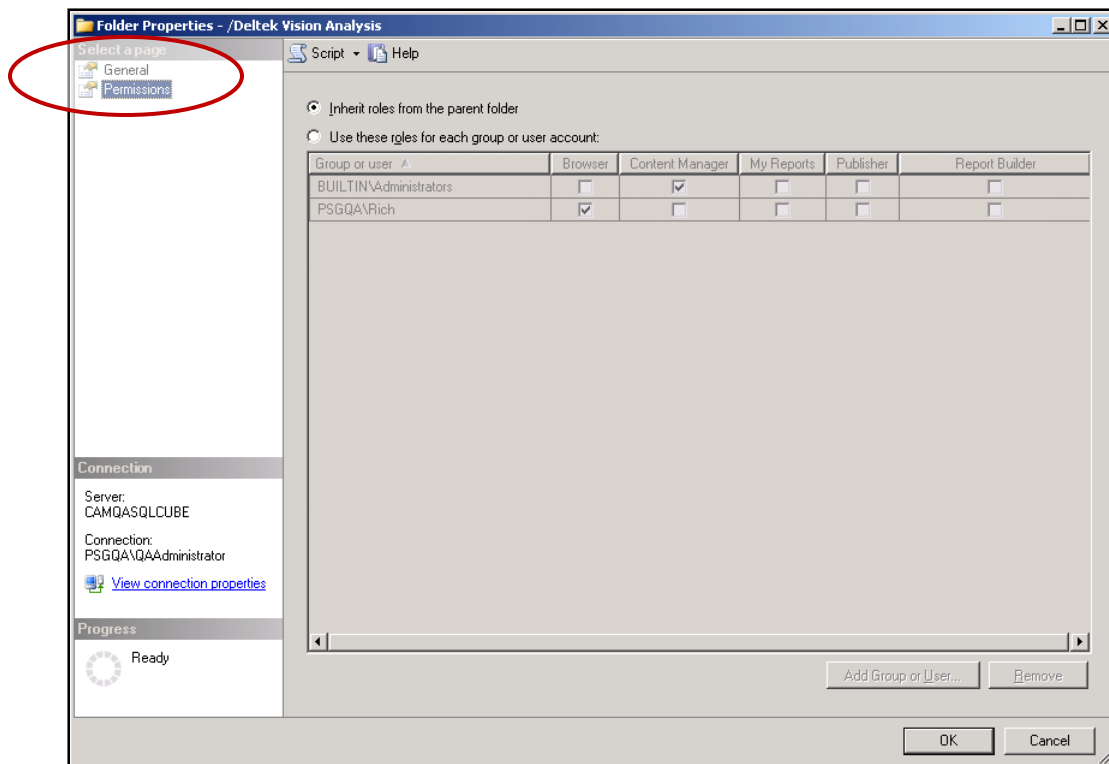 Folder Properties - /Deltek Vision Analysis
Select a page
General
Permissions
Script
Help
Inherit roles from the parent folder
Use these roles for each group or user account:
Group or user Browser Content Manager My Reports Publisher Report Builder
BUILTIN\Administrators
PSGQA\Rich
Connection
Server:
CAMQASQLCUBE
Connection:
PSGQA\QAAdministrator
View connection properties
Progress
Ready
Add Group or User... Remove
OK Cancel